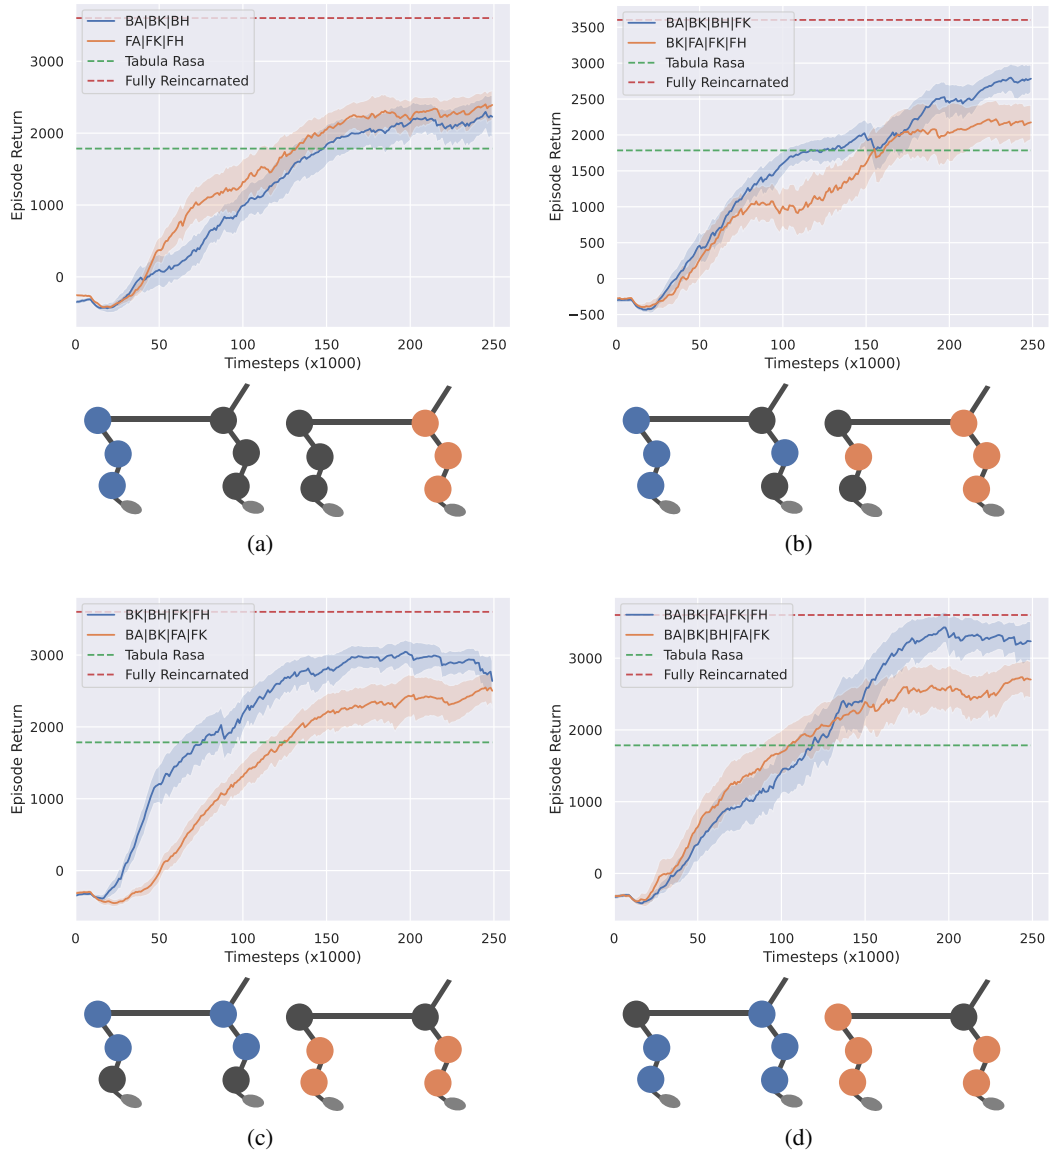 BA|BK|BH
FA|FK|FH
Tabula Rasa
Fully Reincarnated
Episode Return
3000
2000
1000
0
0 50 100 150 200 250
Timesteps (x1000)
(a)
BA|BK|BH|FK
BK|FA|FK|FH
Tabula Rasa
Fully Reincarnated
Episode Return
3500
3000
2500
2000
1500
1000
500
0
−500
0 50 100 150 200 250
Timesteps (x1000)
(b)
BK|BH|FK|FH
BA|BK|FA|FK
Tabula Rasa
Fully Reincarnated
Episode Return
3000
2000
1000
0
0 50 100 150 200 250
Timesteps (x1000)
(c)
BA|BK|FA|FK|FH
BA|BK|BH|FA|FK
Tabula Rasa
Fully Reincarnated
Episode Return
3000
2000
1000
0
0 50 100 150 200 250
Timesteps (x1000)
(d)